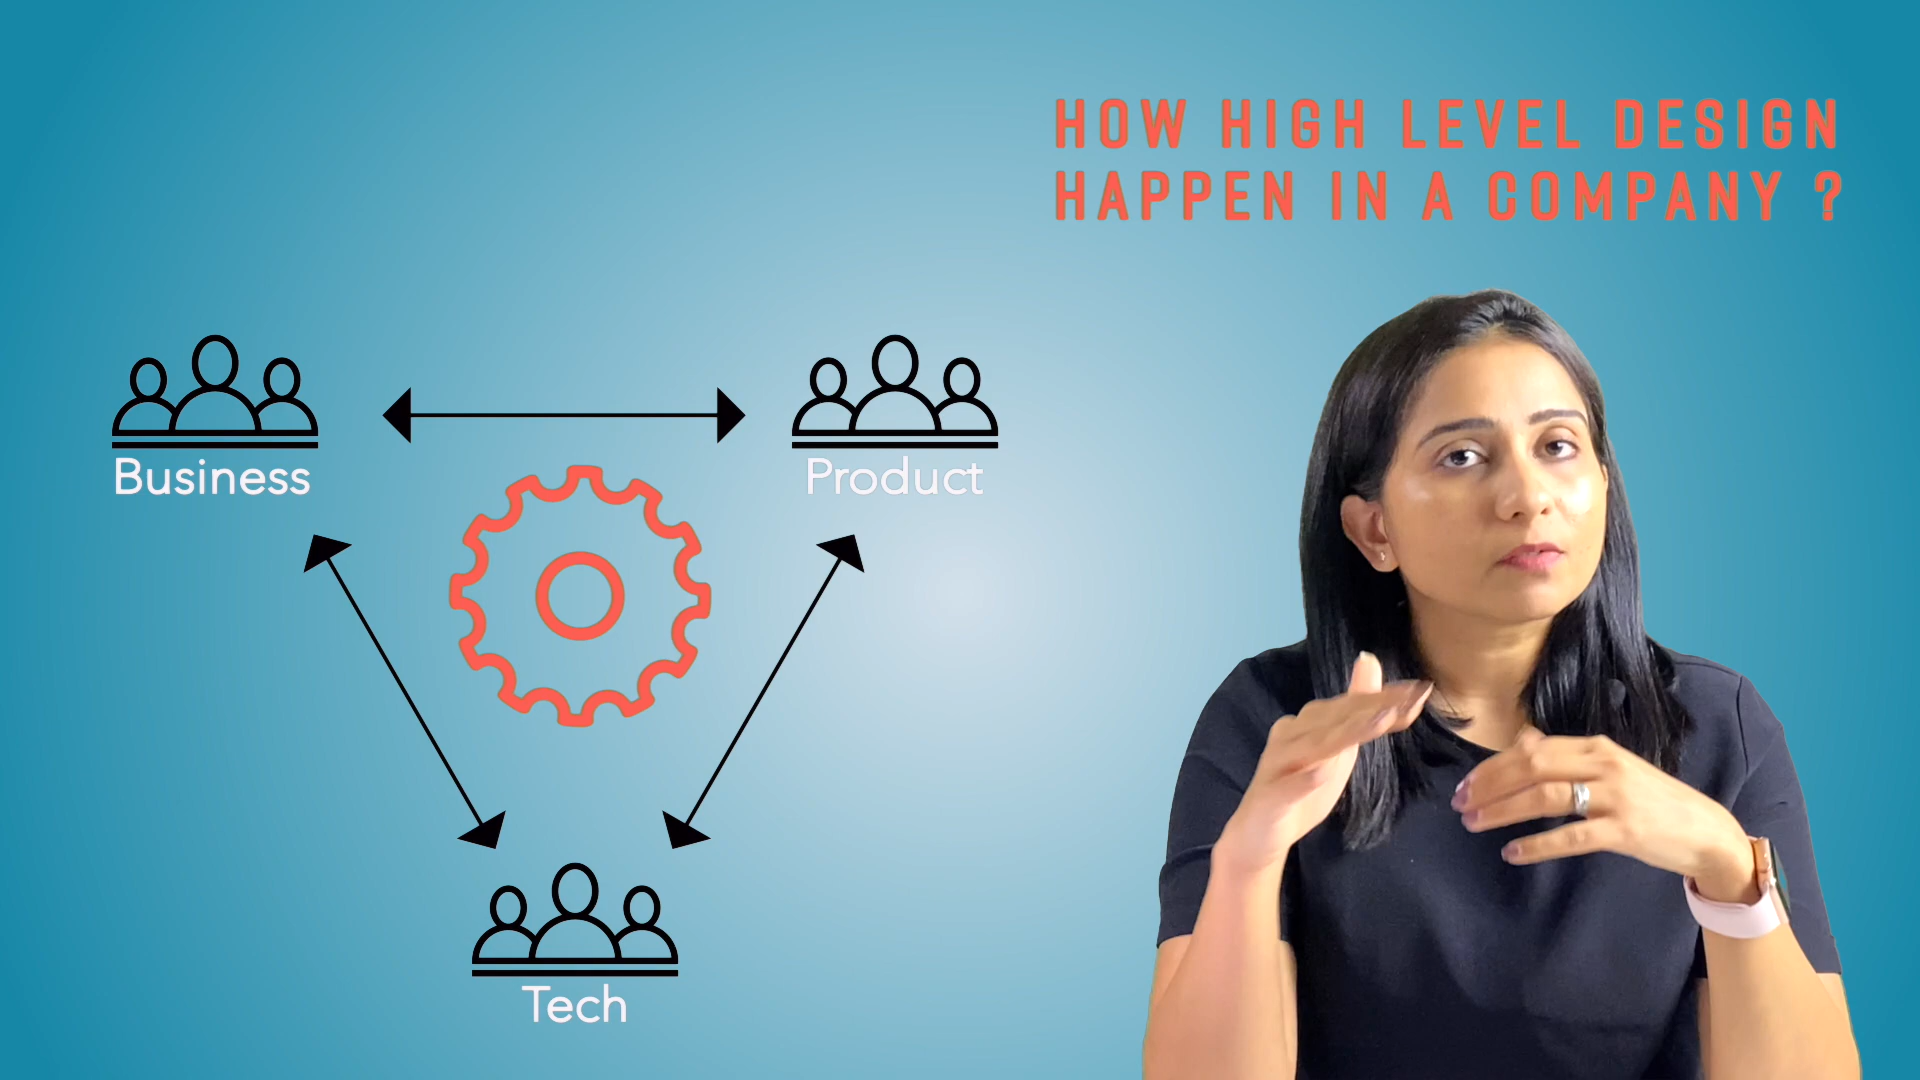 HOW HIGH LEVEL DESIGN
HAPPEN IN A COMPANY ?
Business
Product
Tech